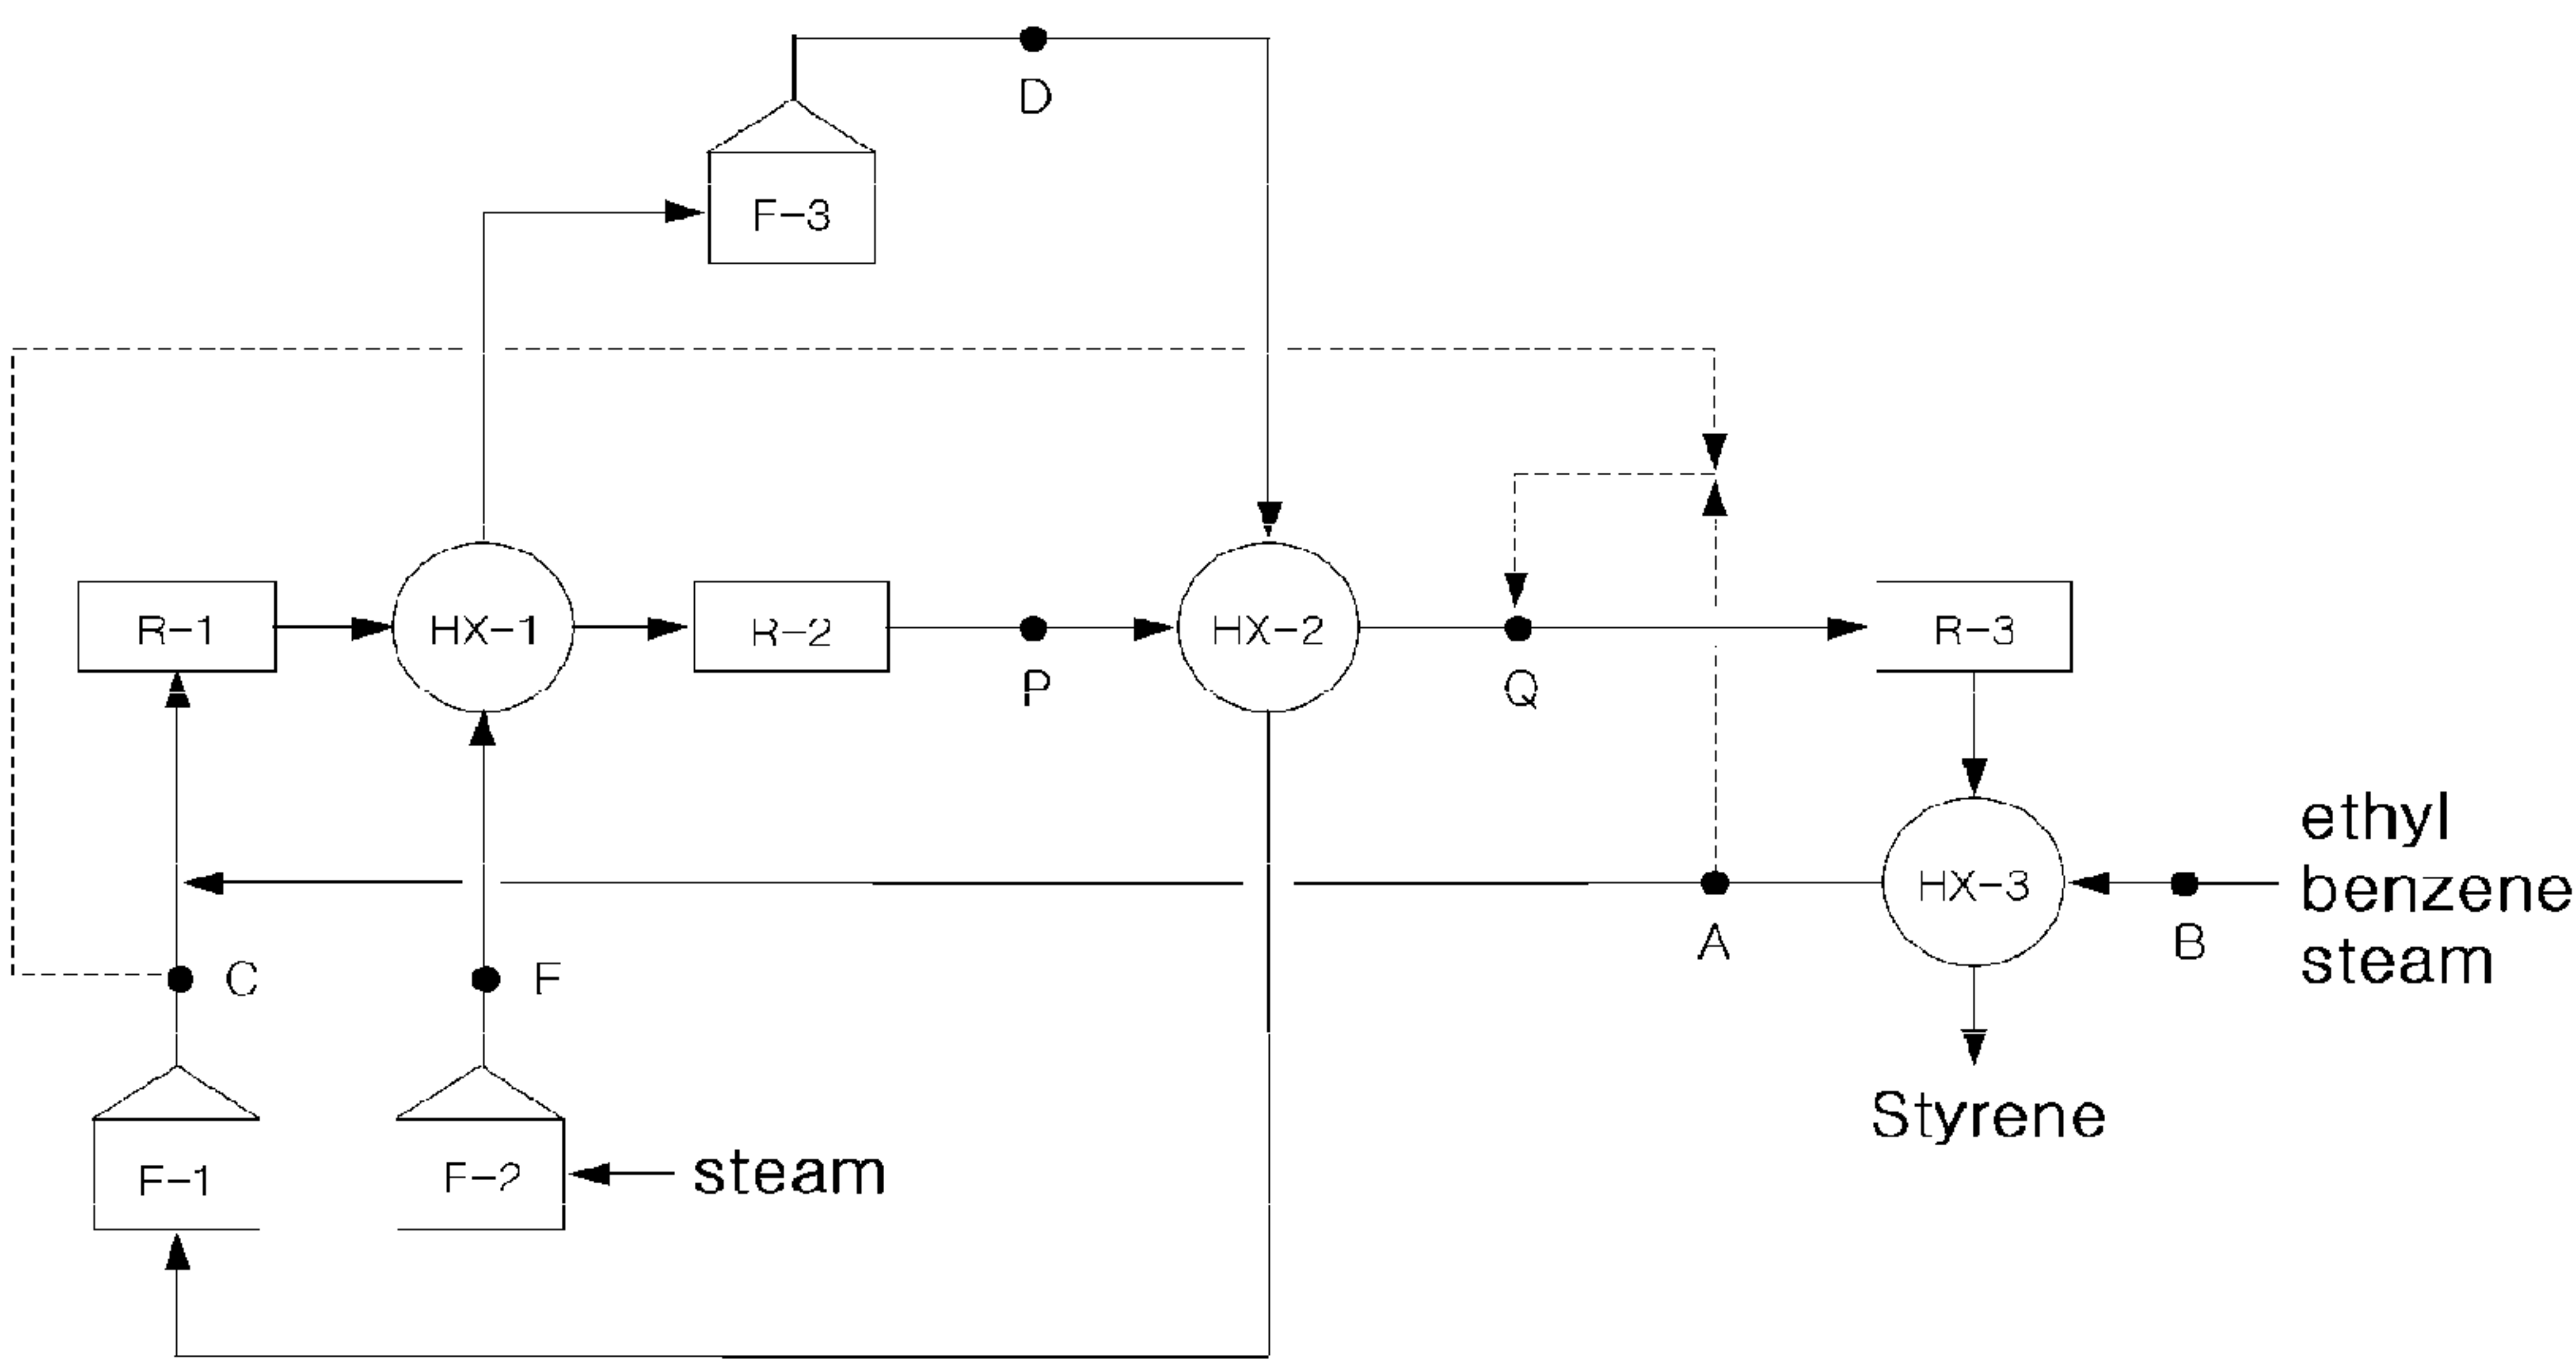 D
F-3
R-1
HX-1
R-2
HX-2
R-3
P
Q
ethyl
benzene
steam
HX-3
A
B
C
F
Styrene
F-1
F-2
steam